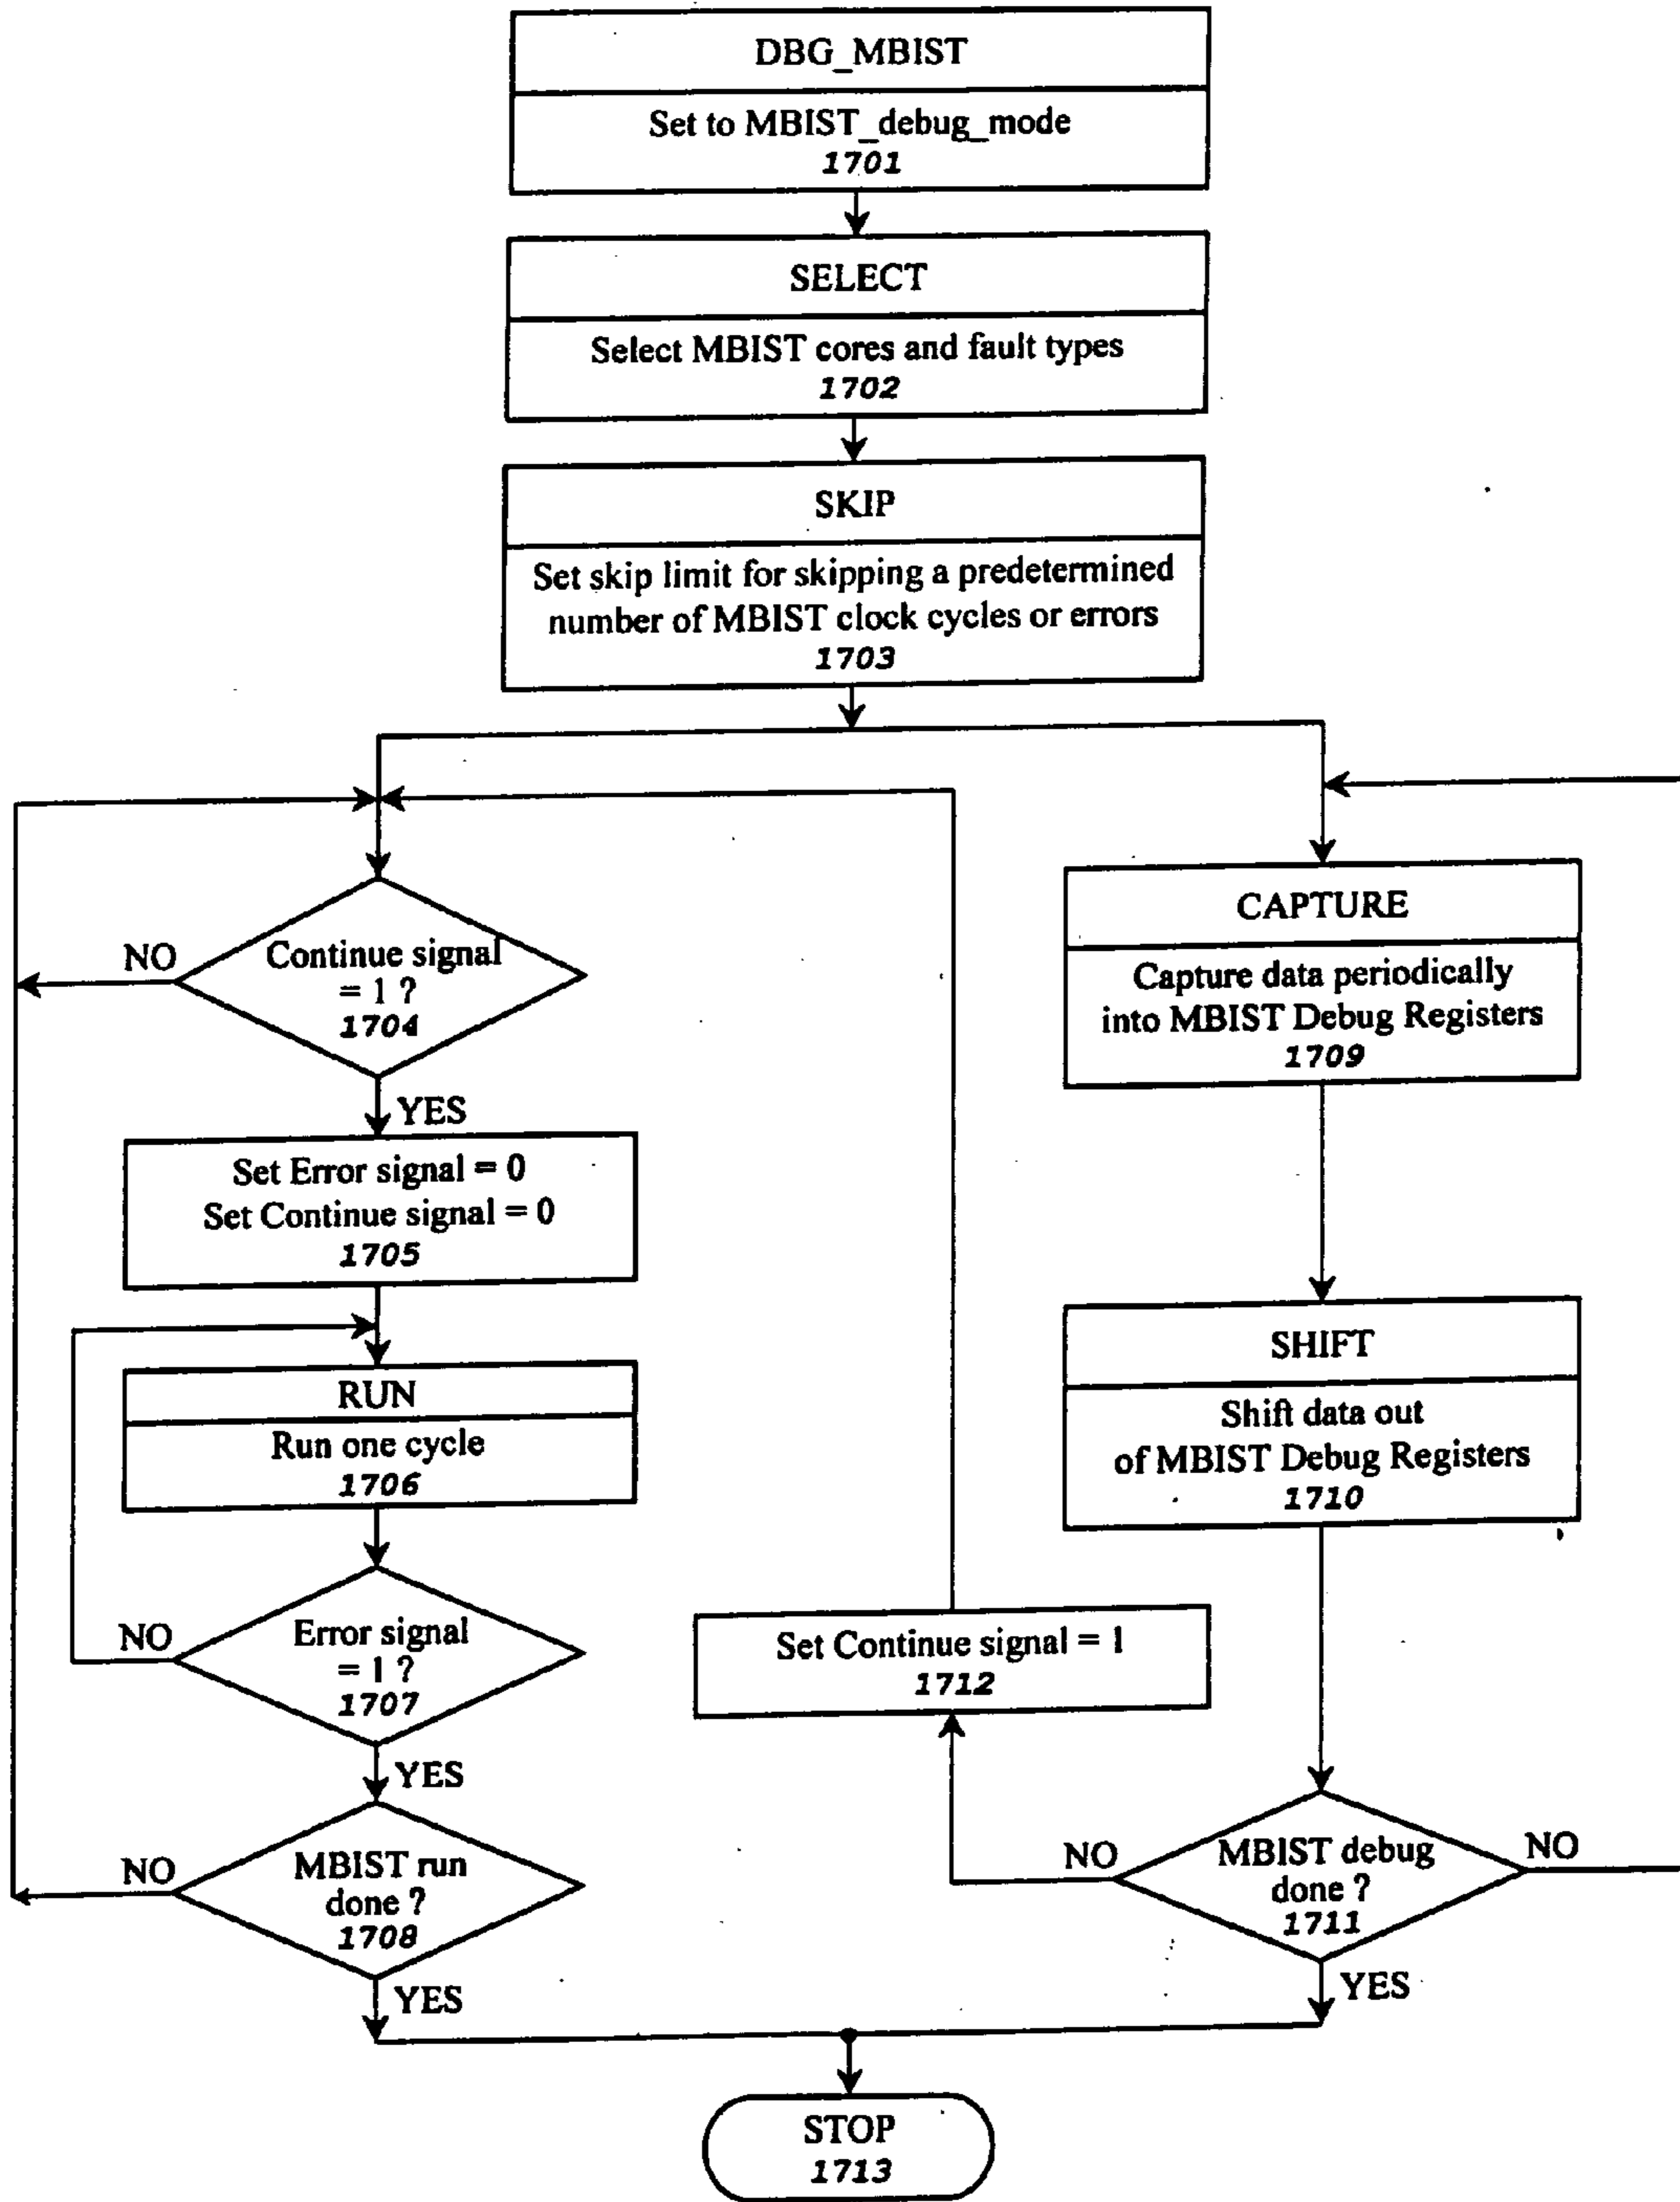 DBG_MBIST
Set to MBIST_debug_mode
1701
SELECT
Select MBIST cores and fault types
1702
SKIP
Set skip limit for skipping a predetermined
number of MBIST clock cycles or errors
1703
NO
Continue signal
= 1 ?
1704
YES
Set Error signal = 0
Set Continue signal = 0
1705
RUN
Run one cycle
1706
NO
Error signal
= 1 ?
1707
YES
NO
MBIST run
done ?
1708
YES
CAPTURE
Capture data periodically
into MBIST Debug Registers
1709
SHIFT
Shift data out
of MBIST Debug Registers
1710
Set Continue signal = 1
1712
NO
MBIST debug
done ?
1711
NO
YES
STOP
1713